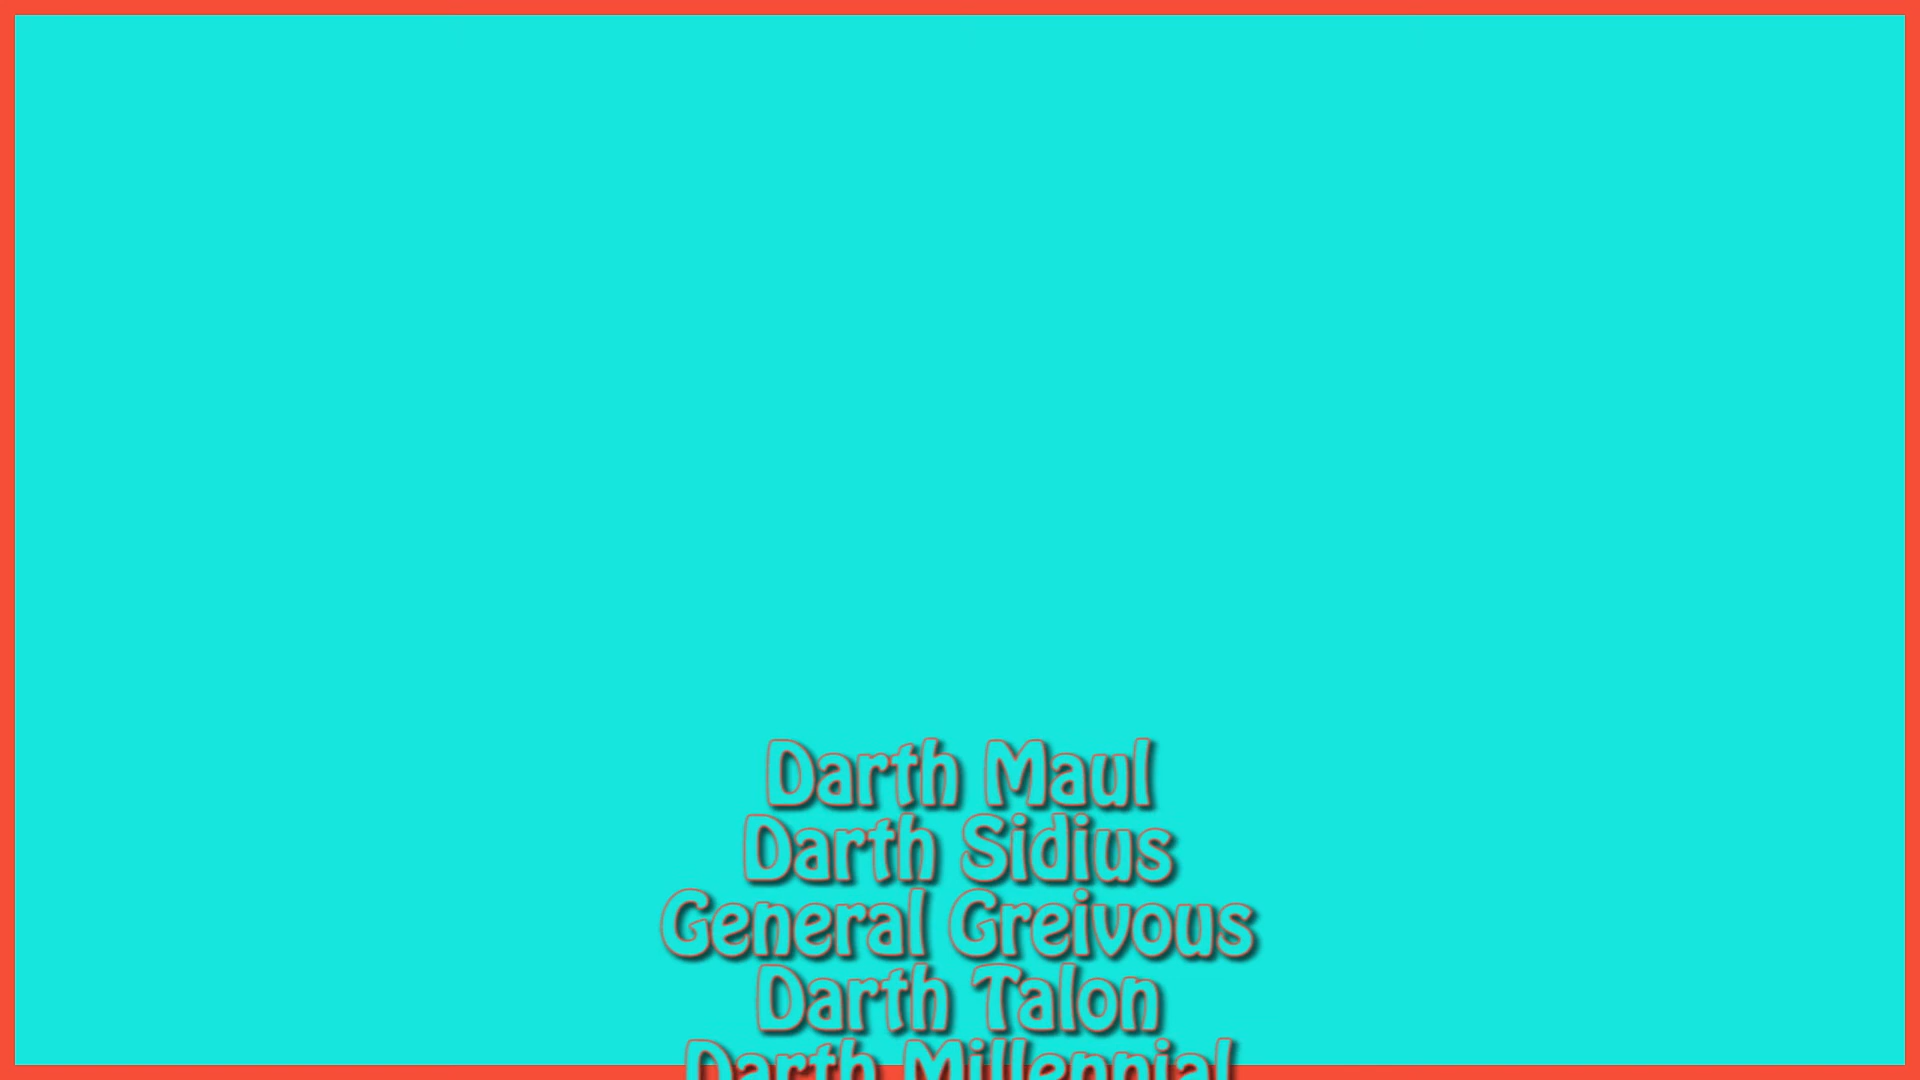 Darth Maul
Darth Sidius
General Greivous
Darth Talon
Darth Millennial